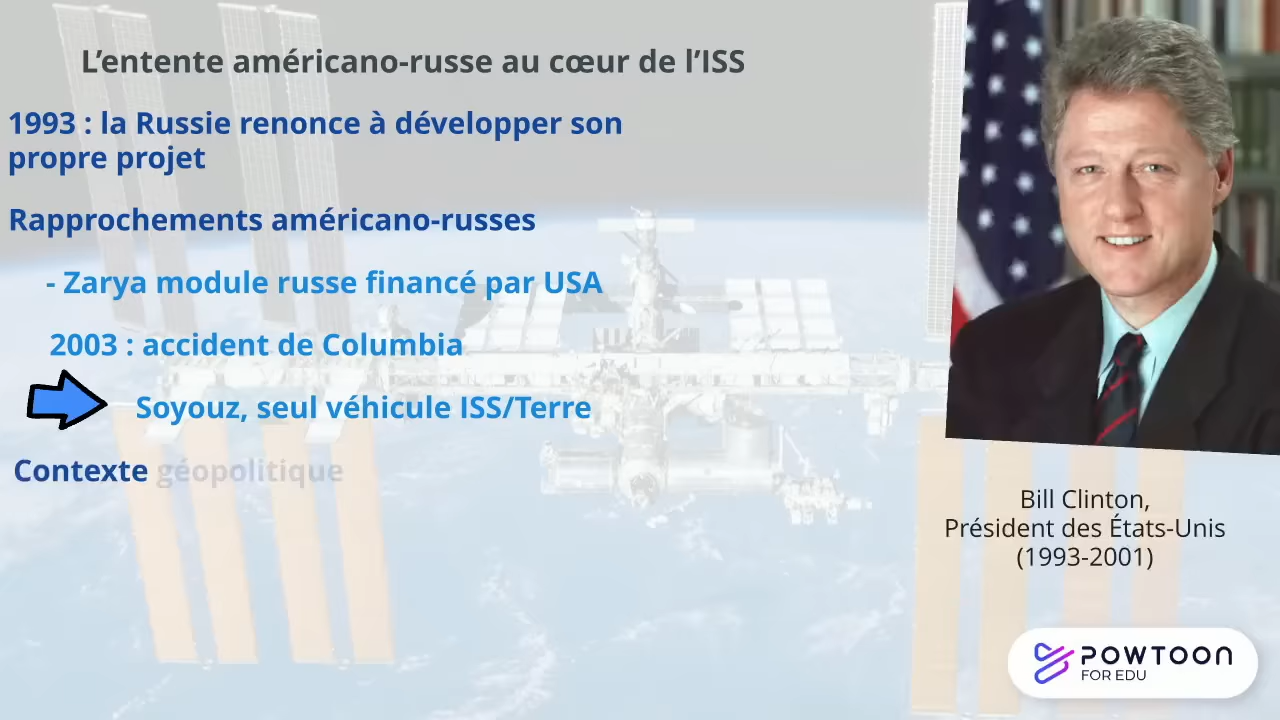 L’entente américano-russe au cœur de l’ISS
1993 : la Russie renonce à développer son
propre projet
Rapprochements américano-russes
- Zarya module russe financé par USA
2003 : accident de Columbia
Soyouz, seul véhicule ISS/Terre
Contexte géopolitique
Bill Clinton,
Président des États-Unis
(1993-2001)
POWTOON
FOR EDU